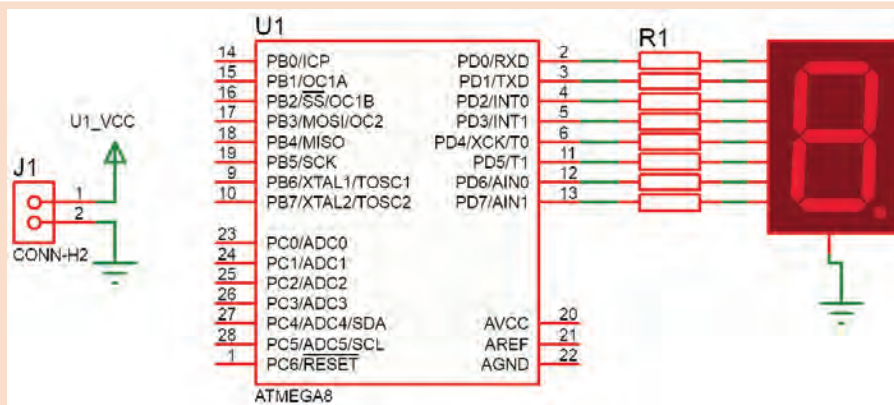 U1
R1
14 PB0/ICP PD0/RXD 2
15 PB1/OC1A PD1/TXD 3
16 PB2/SS/OC1B PD2/INT0 4
17 PB3/MOSI/OC2 PD3/INT1 5
18 PB4/MISO PD4/XCK/T0 6
19 PB5/SCK PD5/T1 11
9 PB6/XTAL1/TOSC1 PD6/AIN0 12
10 PB7/XTAL2/TOSC2 PD7/AIN1 13
U1_VCC
J1
1
2
CONN-H2
23 PC0/ADC0
24 PC1/ADC1
25 PC2/ADC2
26 PC3/ADC3
27 PC4/ADC4/SDA AVCC 20
28 PC5/ADC5/SCL AREF 21
1 PC6/RESET AGND 22
ATMEGA8